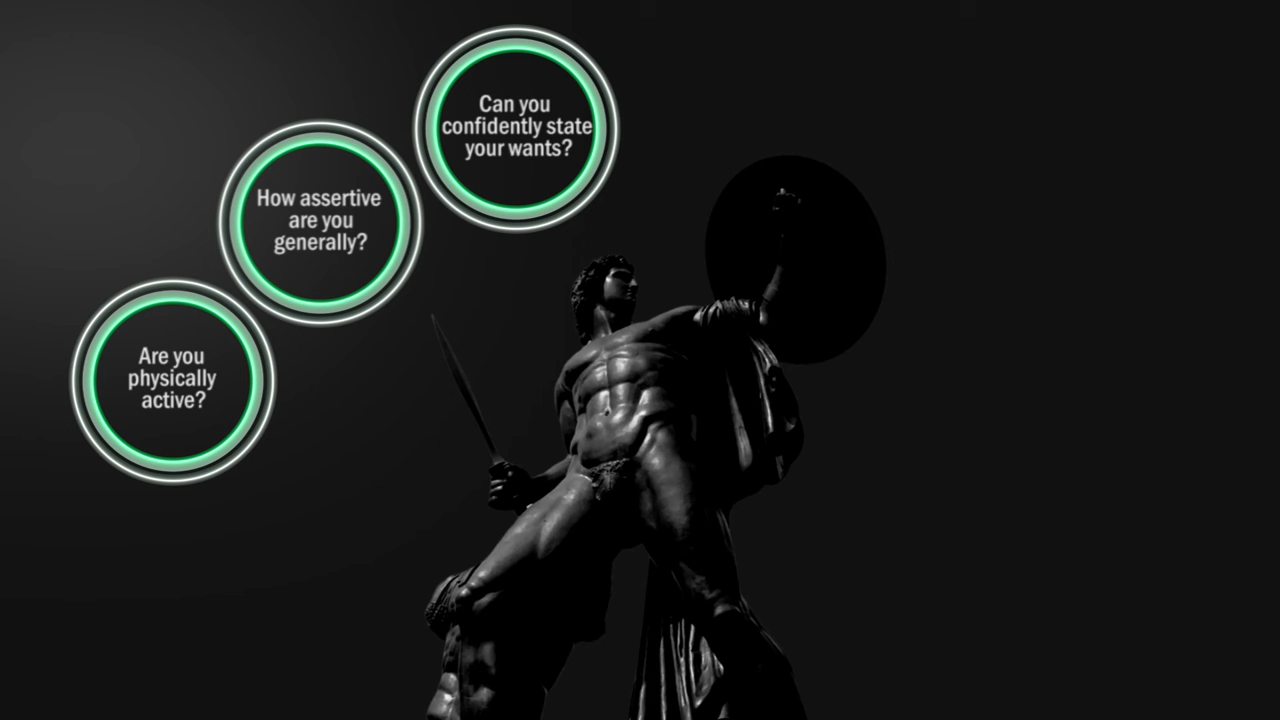 Can you
confidently state
your wants?
How assertive
are you
generally?
Are you
physically
active?